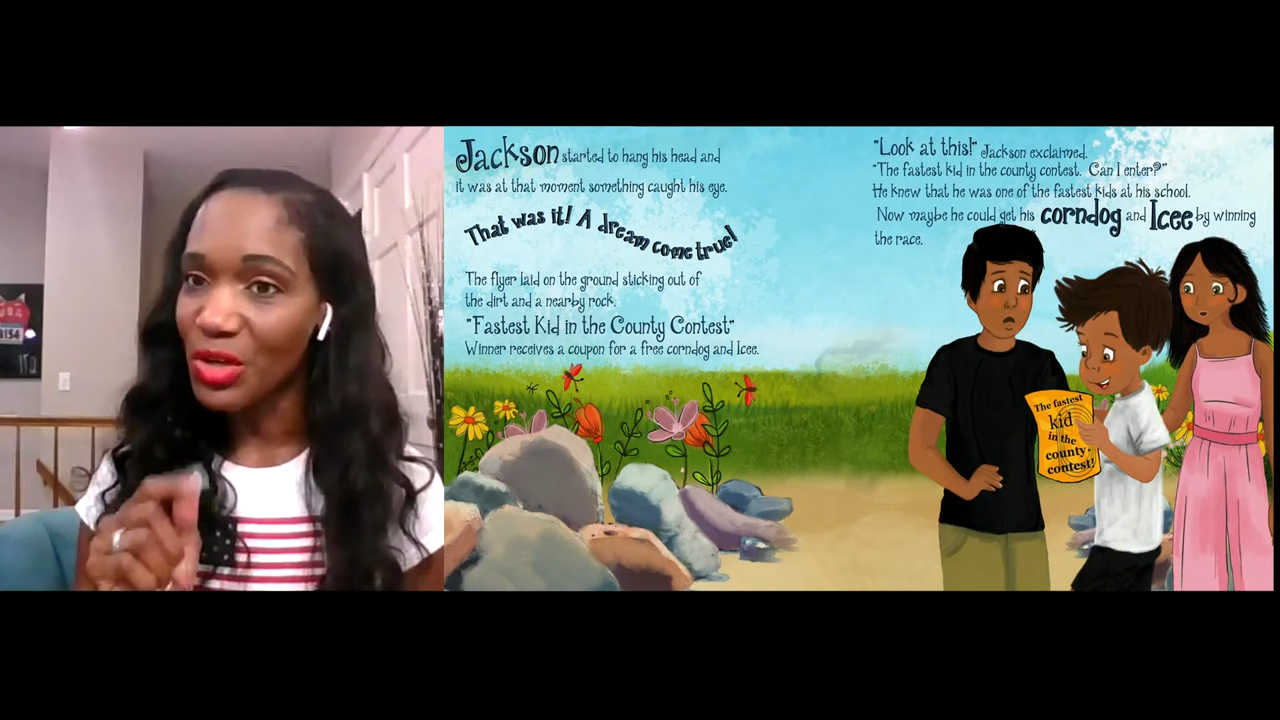 USA
3154
Jackson started to hang his head and
it was at that moment something caught his eye.
That was it! A dream come true!
The flyer laid on the ground sticking out of
the dirt and a nearby rock.
"Fastest Kid in the County Contest"
Winner receives a coupon for a free corndog and Icee.
"Look at this!" Jackson exclaimed.
"The fastest kid in the county contest. Can I enter?"
He knew that he was one of the fastest kids at his school.
Now maybe he could get his corndog and Icee by winning
the race.
The fastest
kid
in the
county
contest!